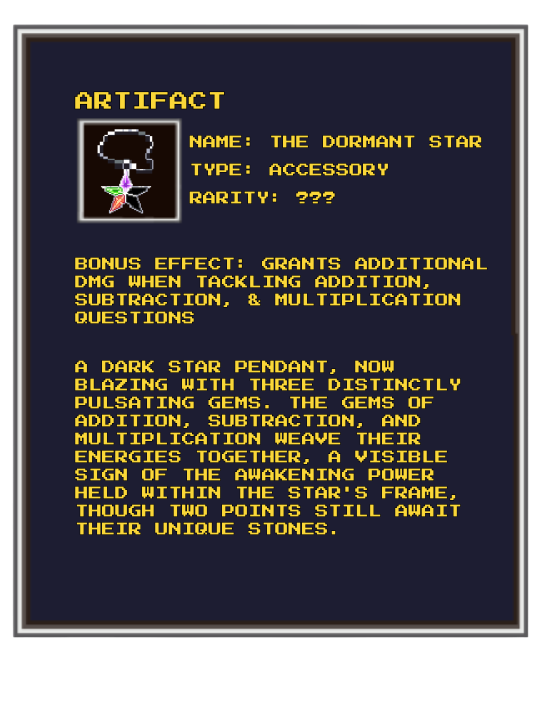 ARTIFACT
NAME: THE DORMANT STAR
TYPE: ACCESSORY
RARITY: ???
BONUS EFFECT: GRANTS ADDITIONAL
DMG WHEN TACKLING ADDITION,
SUBTRACTION, & MULTIPLICATION
QUESTIONS
A DARK STAR PENDANT, NOW
BLAZING WITH THREE DISTINCTLY
PULSATING GEMS. THE GEMS OF
ADDITION, SUBTRACTION, AND
MULTIPLICATION WEAVE THEIR
ENERGIES TOGETHER, A VISIBLE
SIGN OF THE AWAKENING POWER
HELD WITHIN THE STAR'S FRAME,
THOUGH TWO POINTS STILL AWAIT
THEIR UNIQUE STONES.